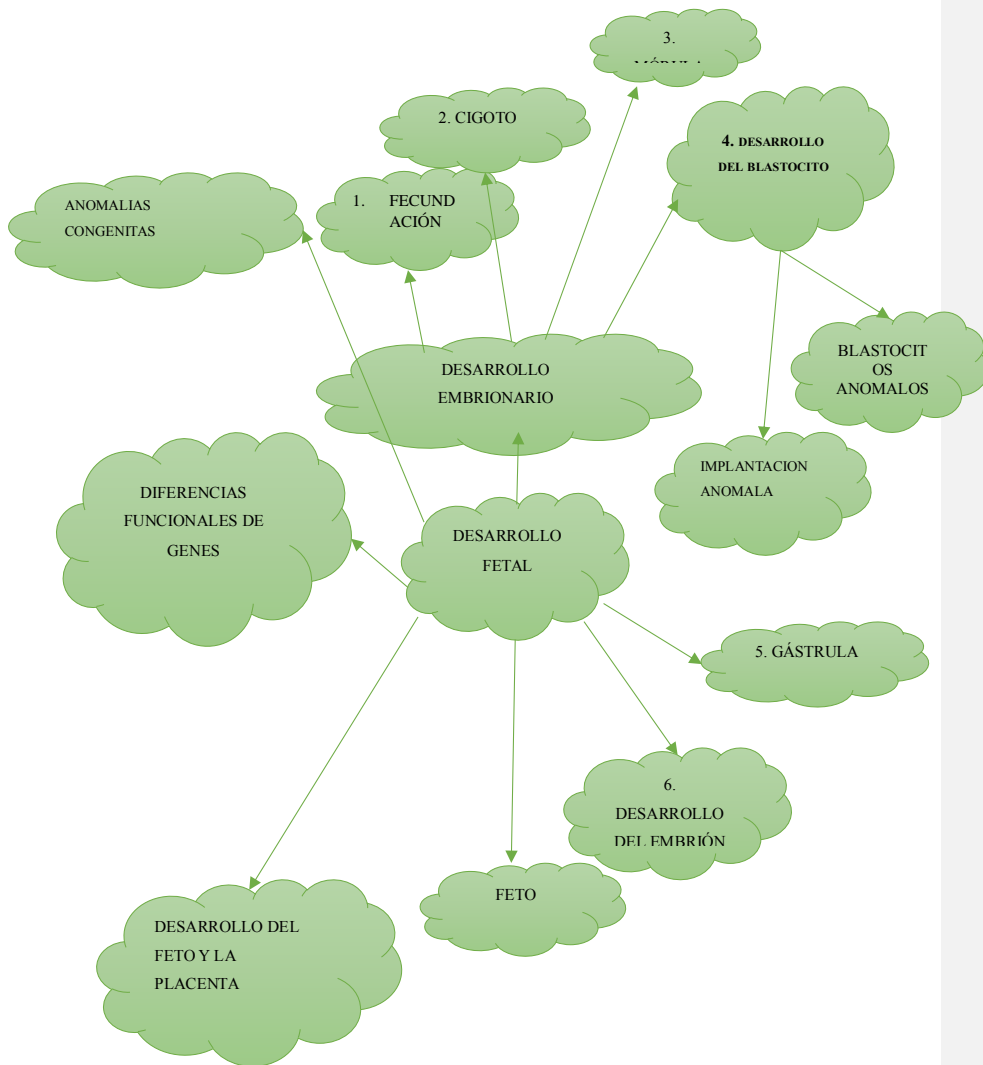 3.
2. CIGOTO
4. DESARROLLO
DEL BLASTOCITO
1. FECUND
ACIÓN
ANOMALIAS
CONGENITAS
DESARROLLO
EMBRIONARIO
BLASTOCIT
OS
ANOMALOS
IMPLANTACION
ANOMALA
DIFERENCIAS
FUNCIONALES DE
GENES
DESARROLLO
FETAL
5. GÁSTRULA
6.
DESARROLLO
DEL EMBRIÓN
FETO
DESARROLLO DEL
FETO Y LA
PLACENTA